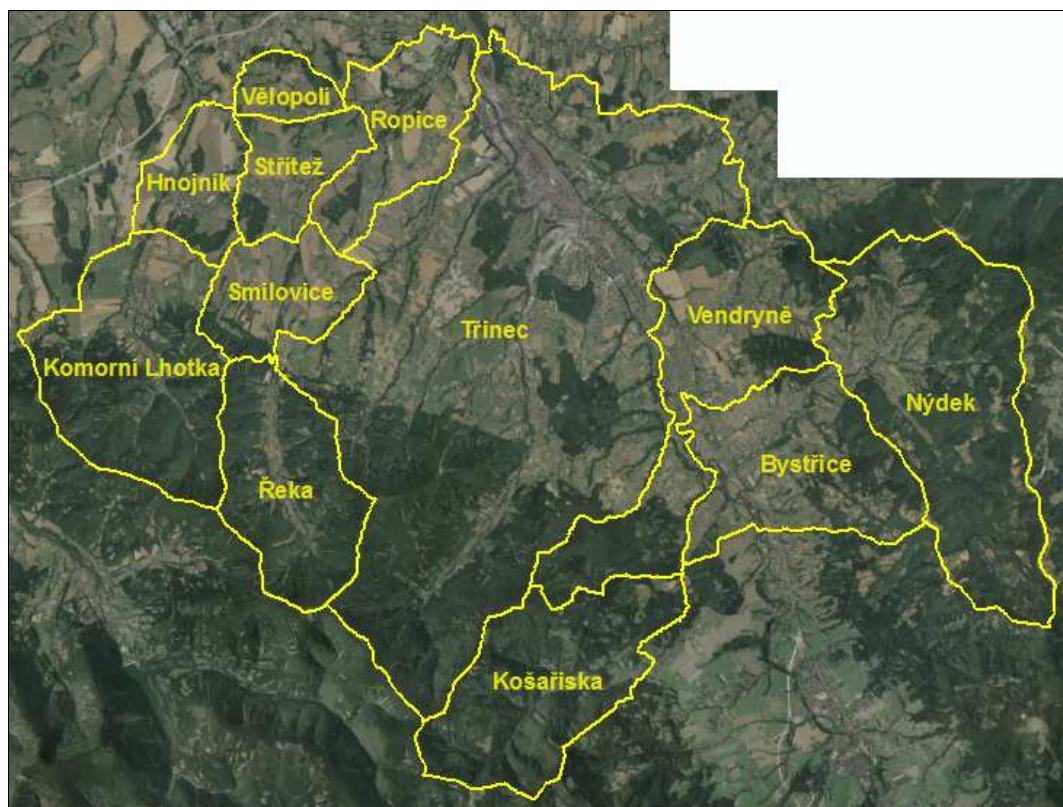 Vělopolí
Ropice
Střítež
Hnojník
Smilovice
Vendryně
Třinec
Komorní Lhotka
Nýdek
Bystřice
Řeka
Košařiska